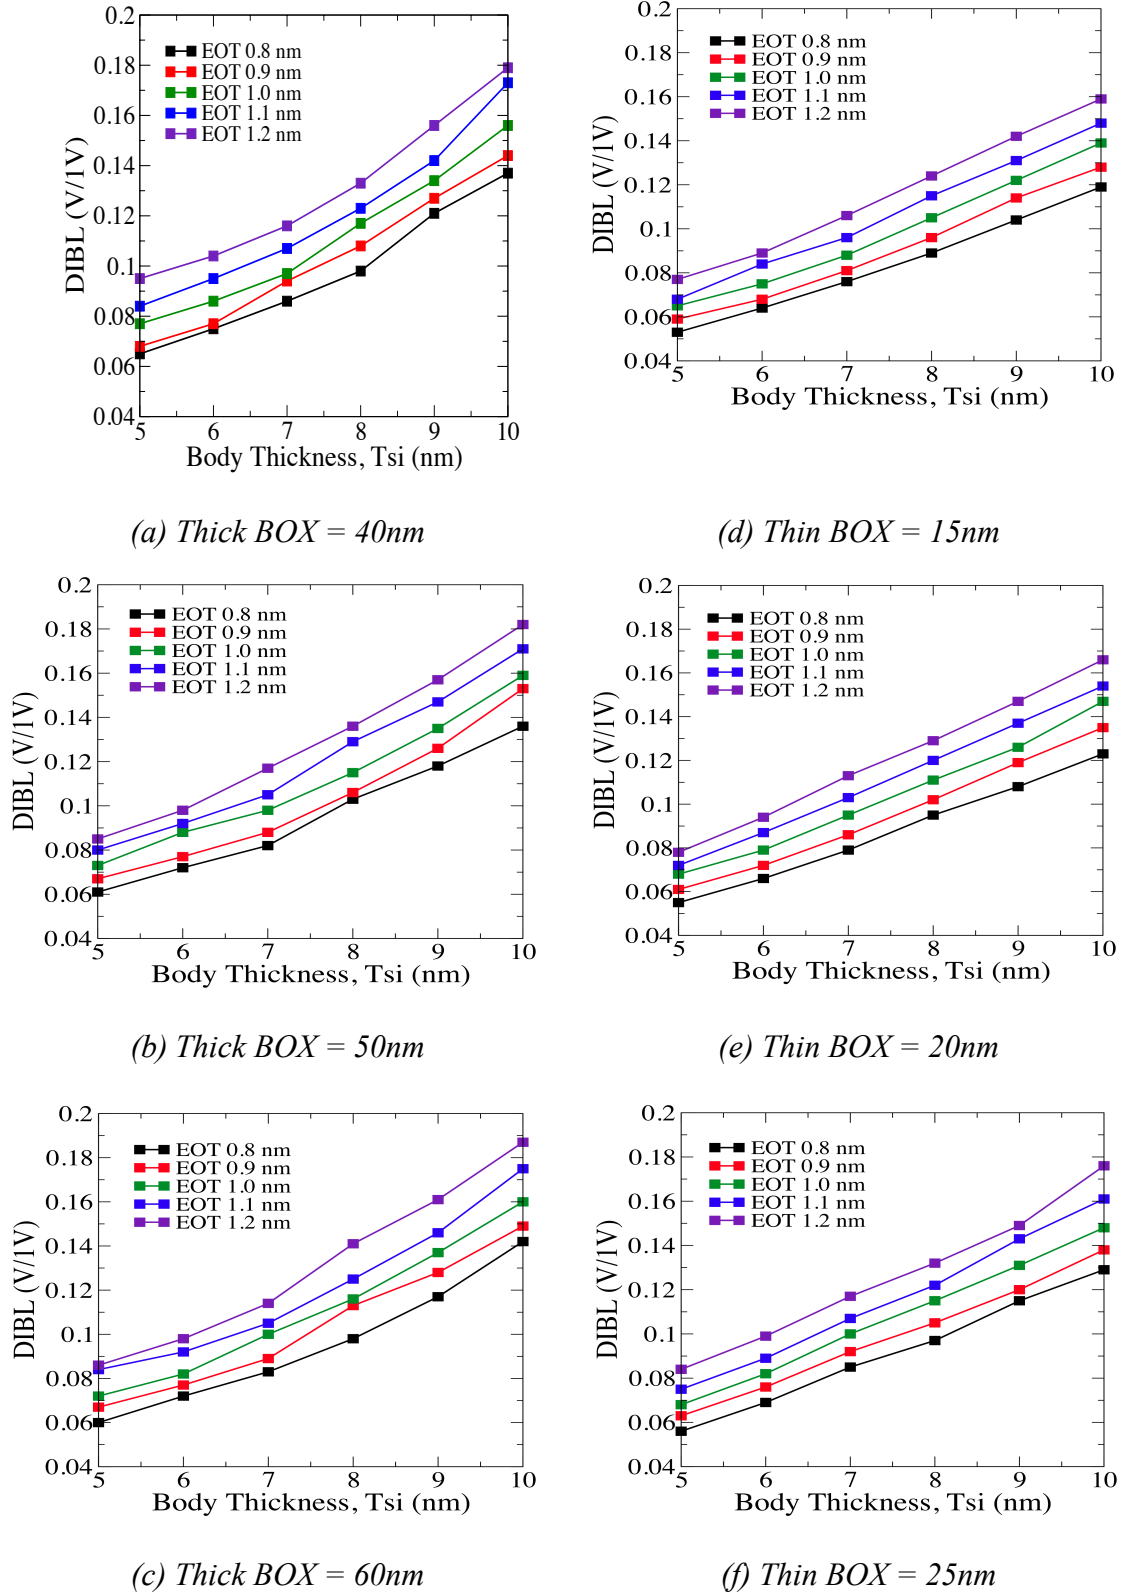 0.2
0.18
0.16
0.14
0.12
0.1
0.08
0.06
0.04
DIBL (V/1V)
EOT 0.8 nm
EOT 0.9 nm
EOT 1.0 nm
EOT 1.1 nm
EOT 1.2 nm
5 6 7 8 9 10
Body Thickness, Tsi (nm)
(a) Thick BOX = 40nm
0.2
0.18
0.16
0.14
0.12
0.1
0.08
0.06
0.04
DIBL (V/1V)
EOT 0.8 nm
EOT 0.9 nm
EOT 1.0 nm
EOT 1.1 nm
EOT 1.2 nm
5 6 7 8 9 10
Body Thickness, Tsi (nm)
(d) Thin BOX = 15nm
0.2
0.18
0.16
0.14
0.12
0.1
0.08
0.06
0.04
DIBL (V/1V)
EOT 0.8 nm
EOT 0.9 nm
EOT 1.0 nm
EOT 1.1 nm
EOT 1.2 nm
5 6 7 8 9 10
Body Thickness, Tsi (nm)
(b) Thick BOX = 50nm
0.2
0.18
0.16
0.14
0.12
0.1
0.08
0.06
0.04
DIBL (V/1V)
EOT 0.8 nm
EOT 0.9 nm
EOT 1.0 nm
EOT 1.1 nm
EOT 1.2 nm
5 6 7 8 9 10
Body Thickness, Tsi (nm)
(e) Thin BOX = 20nm
0.2
0.18
0.16
0.14
0.12
0.1
0.08
0.06
0.04
DIBL (V/1V)
EOT 0.8 nm
EOT 0.9 nm
EOT 1.0 nm
EOT 1.1 nm
EOT 1.2 nm
5 6 7 8 9 10
Body Thickness, Tsi (nm)
(c) Thick BOX = 60nm
0.2
0.18
0.16
0.14
0.12
0.1
0.08
0.06
0.04
DIBL (V/1V)
EOT 0.8 nm
EOT 0.9 nm
EOT 1.0 nm
EOT 1.1 nm
EOT 1.2 nm
5 6 7 8 9 10
Body Thickness, Tsi (nm)
(f) Thin BOX = 25nm